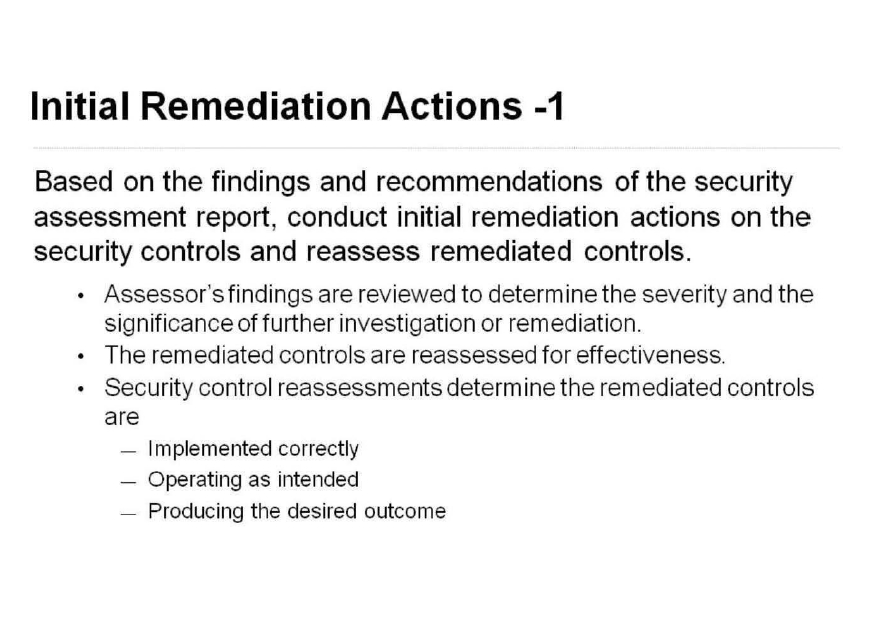 Initial Remediation Actions -1
Based on the findings and recommendations of the security
assessment report, conduct initial remediation actions on the
security controls and reassess remediated controls.
• Assessor's findings are reviewed to determine the severity and the
significance of further investigation or remediation.
• The remediated controls are reassessed for effectiveness.
• Security control reassessments determine the remediated controls
are
— Implemented correctly
— Operating as intended
— Producing the desired outcome